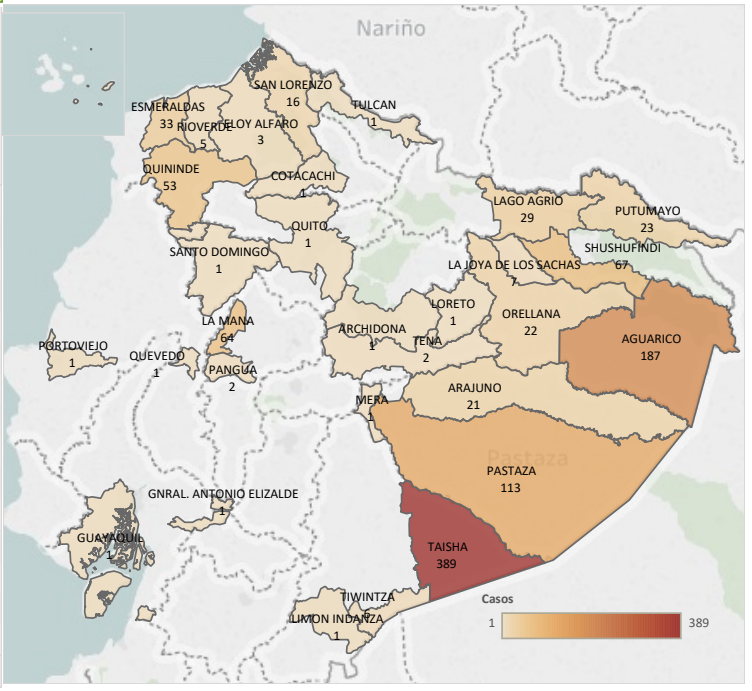 Nariño
SAN LORENZO
16
TULCAN
1
ESMERALDAS
33
RIOVERDE
5
ELOY ALFARO
3
QUININDE
53
COTACACHI
1
LAGO AGRIO
29
PUTUMAYO
23
QUITO
1
SHUSHUFINDI
67
SANTO DOMINGO
1
LA JOYA DE LOS SACHAS
7
LORETO
1
ORELLANA
22
LA MANA
64
ARCHIDONA
1
TENA
2
AGUARICO
187
PORTOVIEJO
1
QUEVEDO
1
PANGUA
2
ARAJUNO
21
MERA
1
Pastaza
PASTAZA
113
GNRAL. ANTONIO ELIZALDE
1
GUAYAQUIL
1
TAISHA
389
TIWINTZA
LIMON INDANZA
1
Casos
1
389